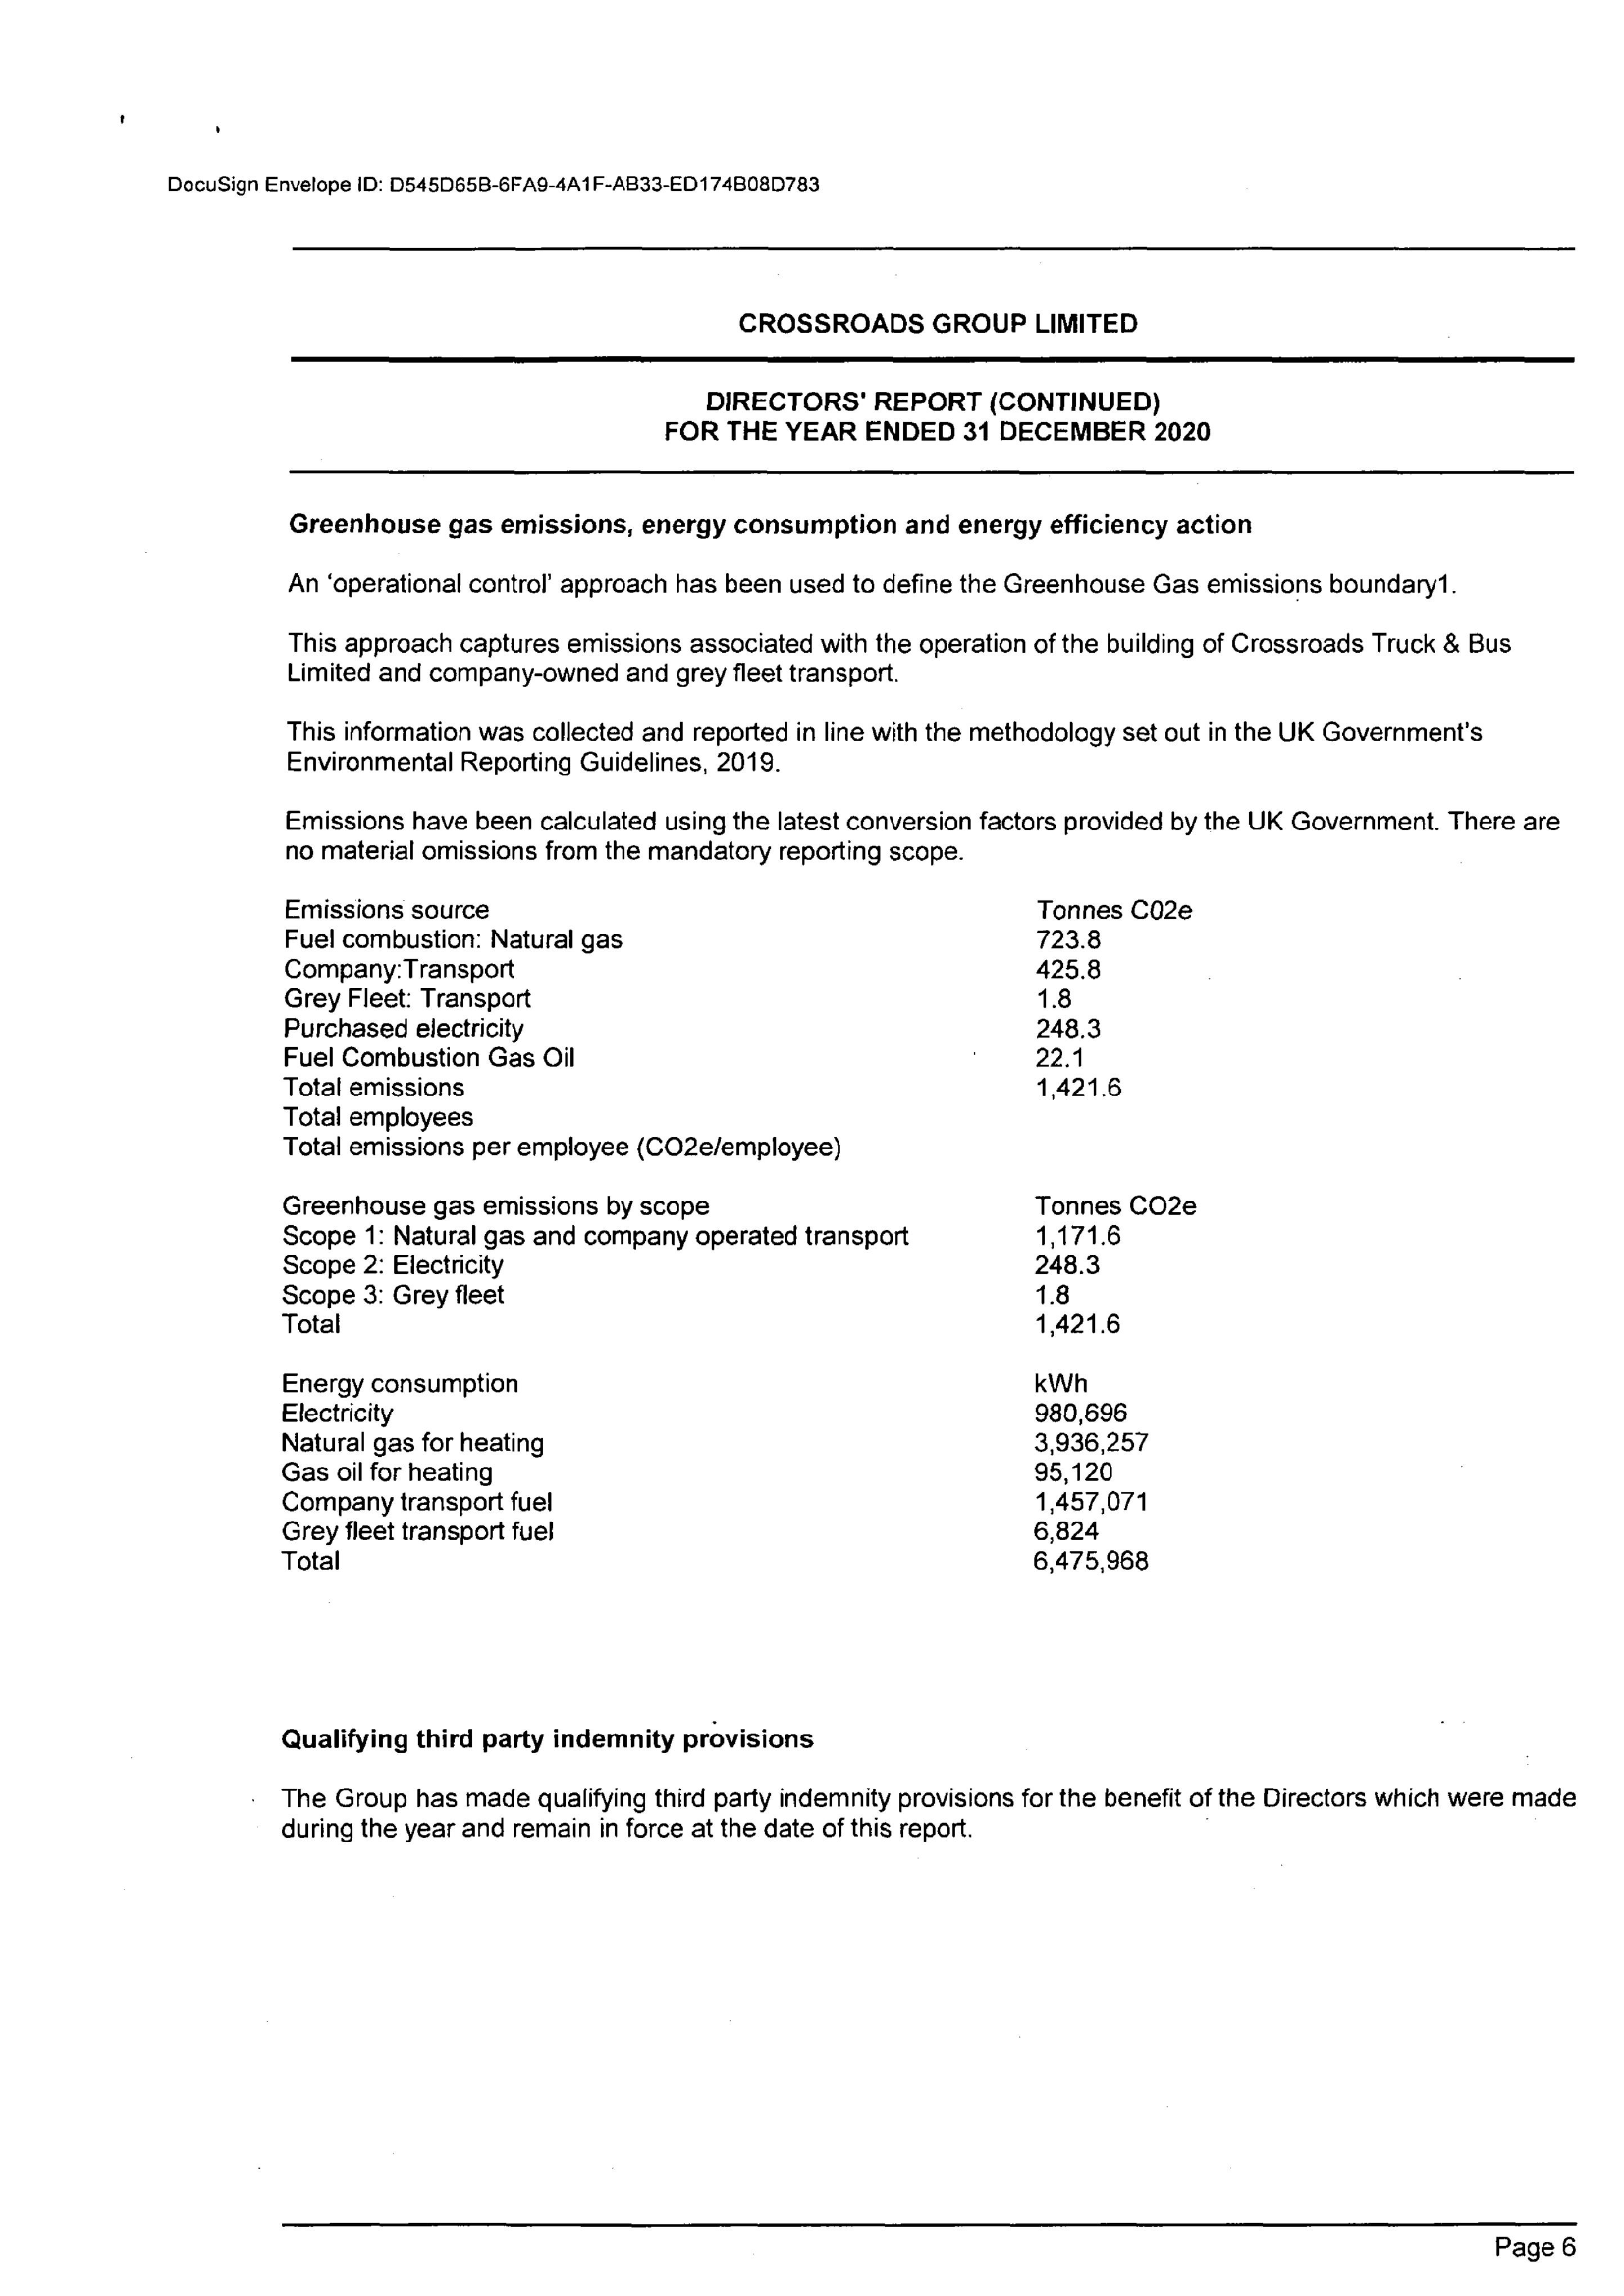 DocuSign Envelope ID: D545D65B-6FA9-4A1F-AB33-ED174B08D783
CROSSROADS GROUP LIMITED
DIRECTORS' REPORT (CONTINUED)
FOR THE YEAR ENDED 31 DECEMBER 2020
Greenhouse gas emissions, energy consumption and energy efficiency action
An ‘operational control’ approach has been used to define the Greenhouse Gas emissions boundary1.
This approach captures emissions associated with the operation of the building of Crossroads Truck & Bus
Limited and company-owned and grey fleet transport.
This information was collected and reported in line with the methodology set out in the UK Government's
Environmental Reporting Guidelines, 2019.
Emissions have been calculated using the latest conversion factors provided by the UK Government. There are
no material omissions from the mandatory reporting scope.
Emissions source Tonnes C02e
Fuel combustion: Natural gas 723.8
Company:Transport 425.8
Grey Fleet: Transport 1.8
Purchased electricity 248.3
Fuel Combustion Gas Oil 22.1
Total emissions 1,421.6
Total employees
Total emissions per employee (CO2e/employee)
Greenhouse gas emissions by scope Tonnes CO2e
Scope 1: Natural gas and company operated transport 1,171.6
Scope 2: Electricity 248.3
Scope 3: Grey fleet 1.8
Total 1,421.6
Energy consumption kWh
Electricity 980,696
Natural gas for heating 3,936,257
Gas oil for heating 95,120
Company transport fuel 1,457,071
Grey fleet transport fuel 6,824
Total 6,475,968
Qualifying third party indemnity provisions
The Group has made qualifying third party indemnity provisions for the benefit of the Directors which were made
during the year and remain in force at the date of this report.
Page 6